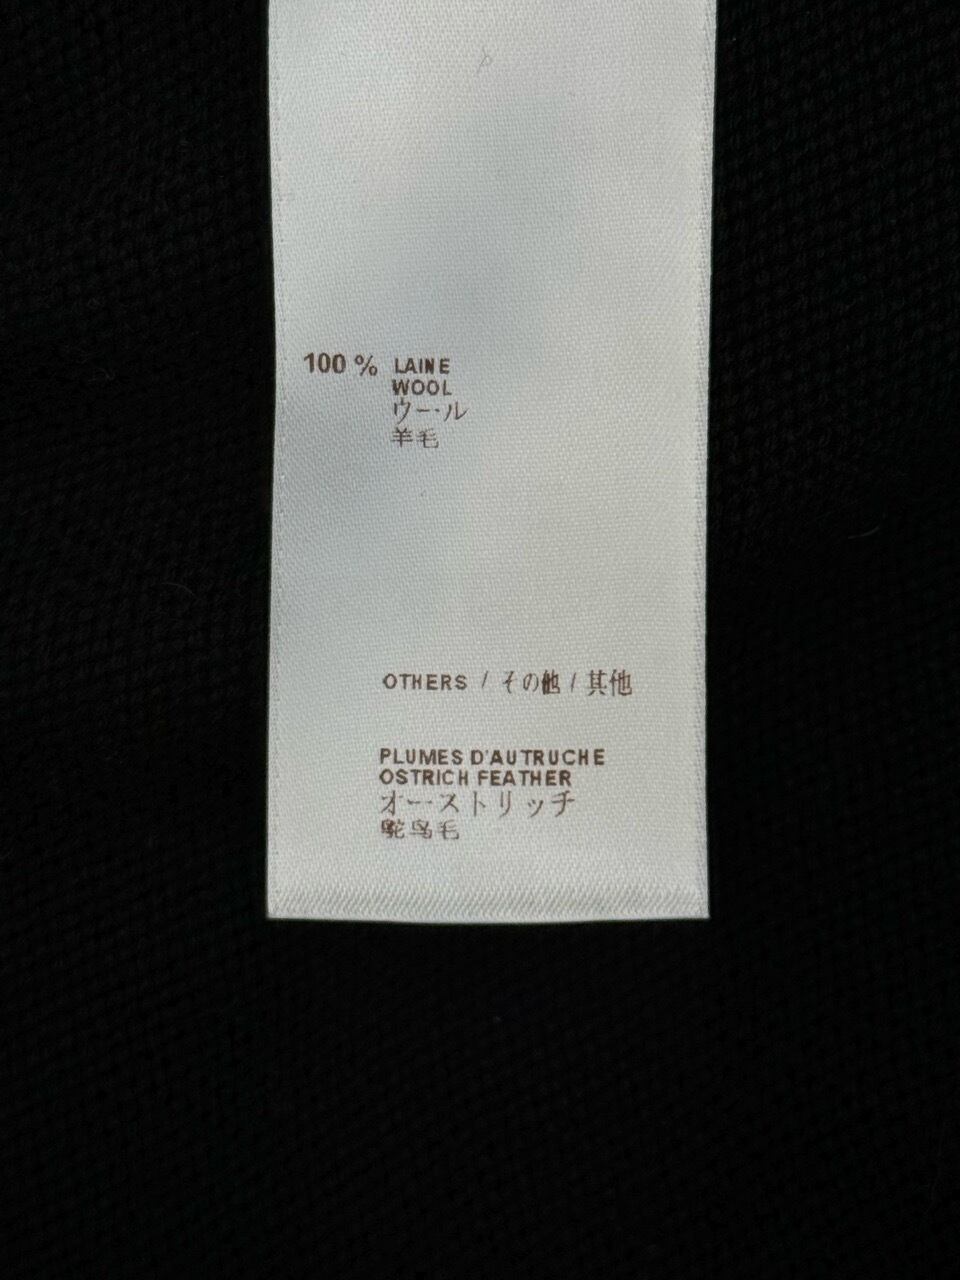 100 % LAINE
WOOL
ウール
羊毛
OTHERS / その他 / 其他
PLUMES D'AUTRUCHE
OSTRICH FEATHER
オーストリッチ
鸵鸟毛